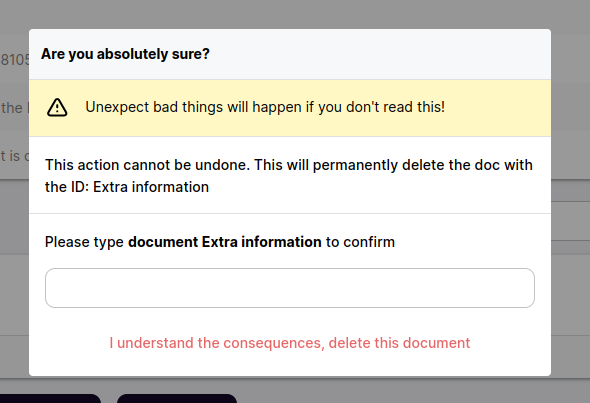 Are you absolutely sure?
8105
Unexpect bad things will happen if you don't read this!
the
t is
This action cannot be undone. This will permanently delete the doc with
the ID: Extra information
Please type document Extra information to confirm
I understand the consequences, delete this document